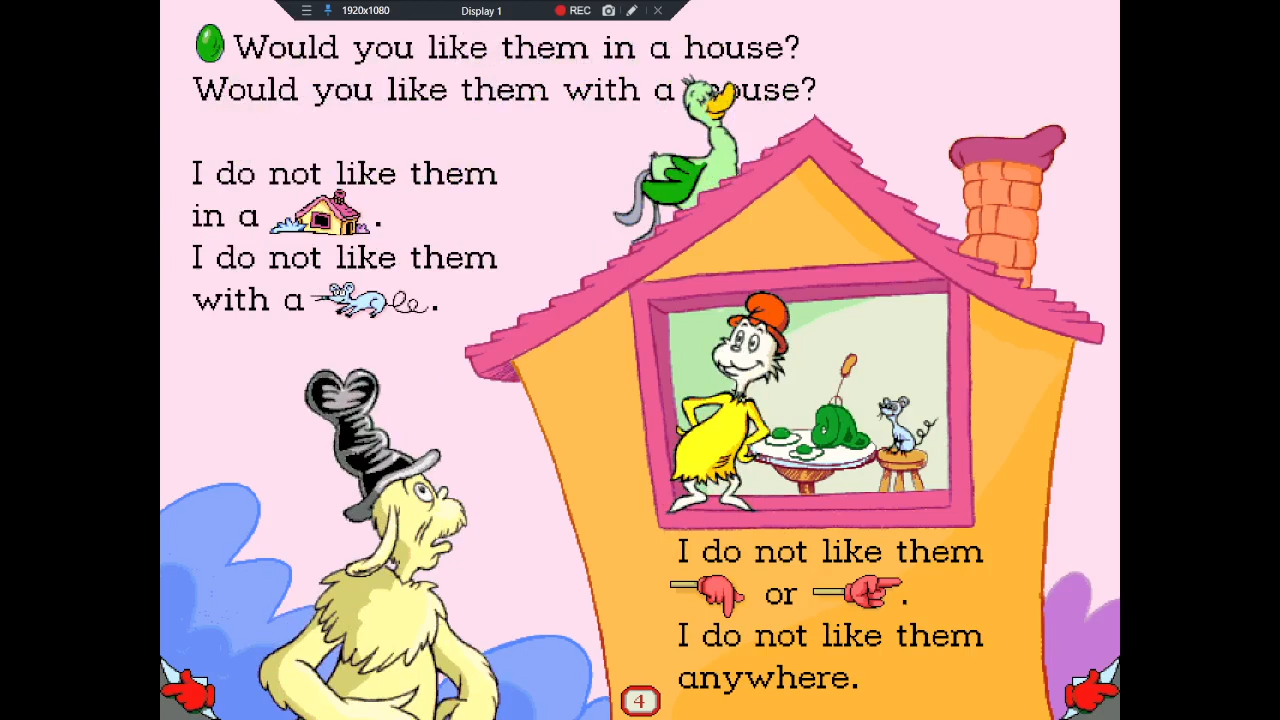 1920x1080 Display 1 REC
Would you like them in a house?
Would you like them with a ouse?
I do not like them
in a .
I do not like them
with a .
I do not like them
or .
I do not like them
anywhere.
4